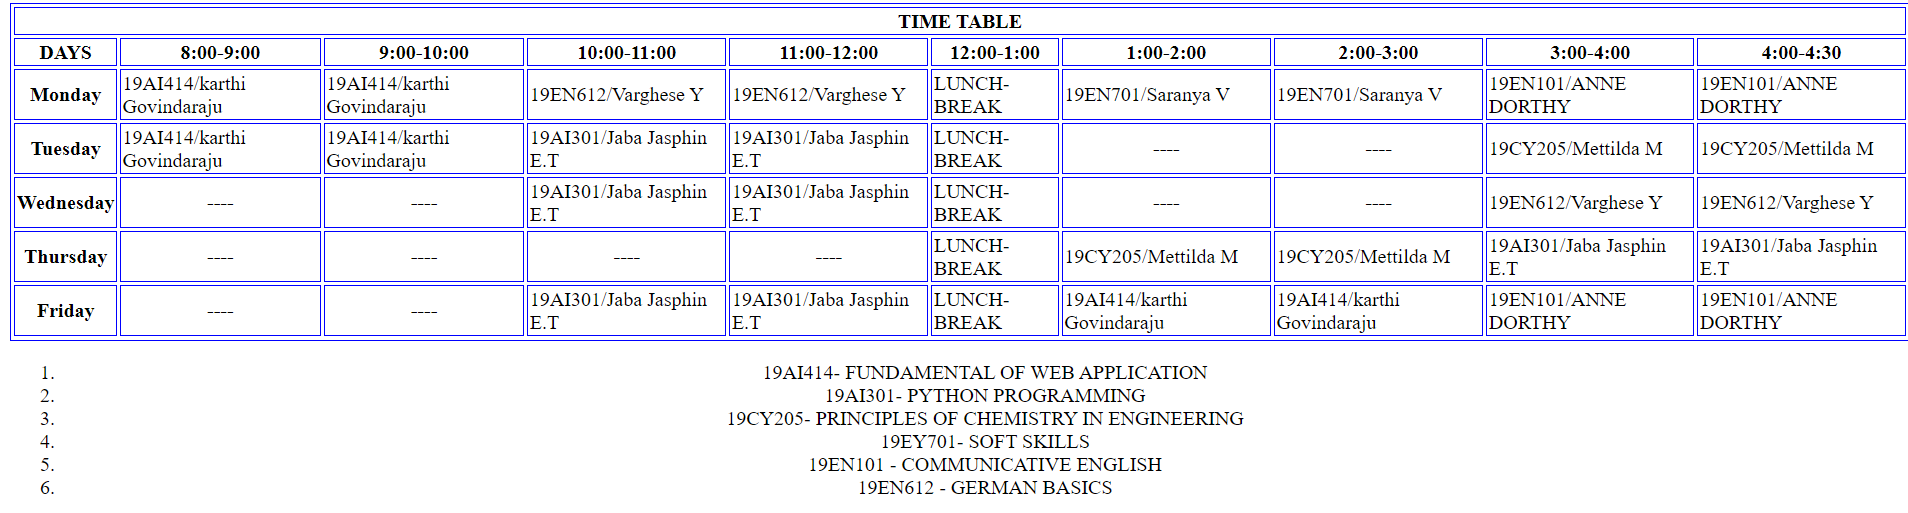 TIME TABLE
DAYS 8:00-9:00 9:00-10:00 10:00-11:00 11:00-12:00 12:00-1:00 1:00-2:00 2:00-3:00 3:00-4:00 4:00-4:30
Monday 19AI414/karthi Govindaraju 19AI414/karthi Govindaraju 19EN612/Varghese Y 19EN612/Varghese Y LUNCH-BREAK 19EN701/Saranya V 19EN701/Saranya V 19EN101/ANNE DORTHY 19EN101/ANNE DORTHY
Tuesday 19AI414/karthi Govindaraju 19AI414/karthi Govindaraju 19AI301/Jaba Jasphin E.T 19AI301/Jaba Jasphin E.T LUNCH-BREAK ---- ---- 19CY205/Mettilda M 19CY205/Mettilda M
Wednesday ---- ---- 19AI301/Jaba Jasphin E.T 19AI301/Jaba Jasphin E.T LUNCH-BREAK ---- ---- 19EN612/Varghese Y 19EN612/Varghese Y
Thursday ---- ---- ---- ---- LUNCH-BREAK 19CY205/Mettilda M 19CY205/Mettilda M 19AI301/Jaba Jasphin E.T 19AI301/Jaba Jasphin E.T
Friday ---- ---- 19AI301/Jaba Jasphin E.T 19AI301/Jaba Jasphin E.T LUNCH-BREAK 19AI414/karthi Govindaraju 19AI414/karthi Govindaraju 19EN101/ANNE DORTHY 19EN101/ANNE DORTHY
1. 19AI414- FUNDAMENTAL OF WEB APPLICATION
2. 19AI301- PYTHON PROGRAMMING
3. 19CY205- PRINCIPLES OF CHEMISTRY IN ENGINEERING
4. 19EY701- SOFT SKILLS
5. 19EN101 - COMMUNICATIVE ENGLISH
6. 19EN612 - GERMAN BASICS